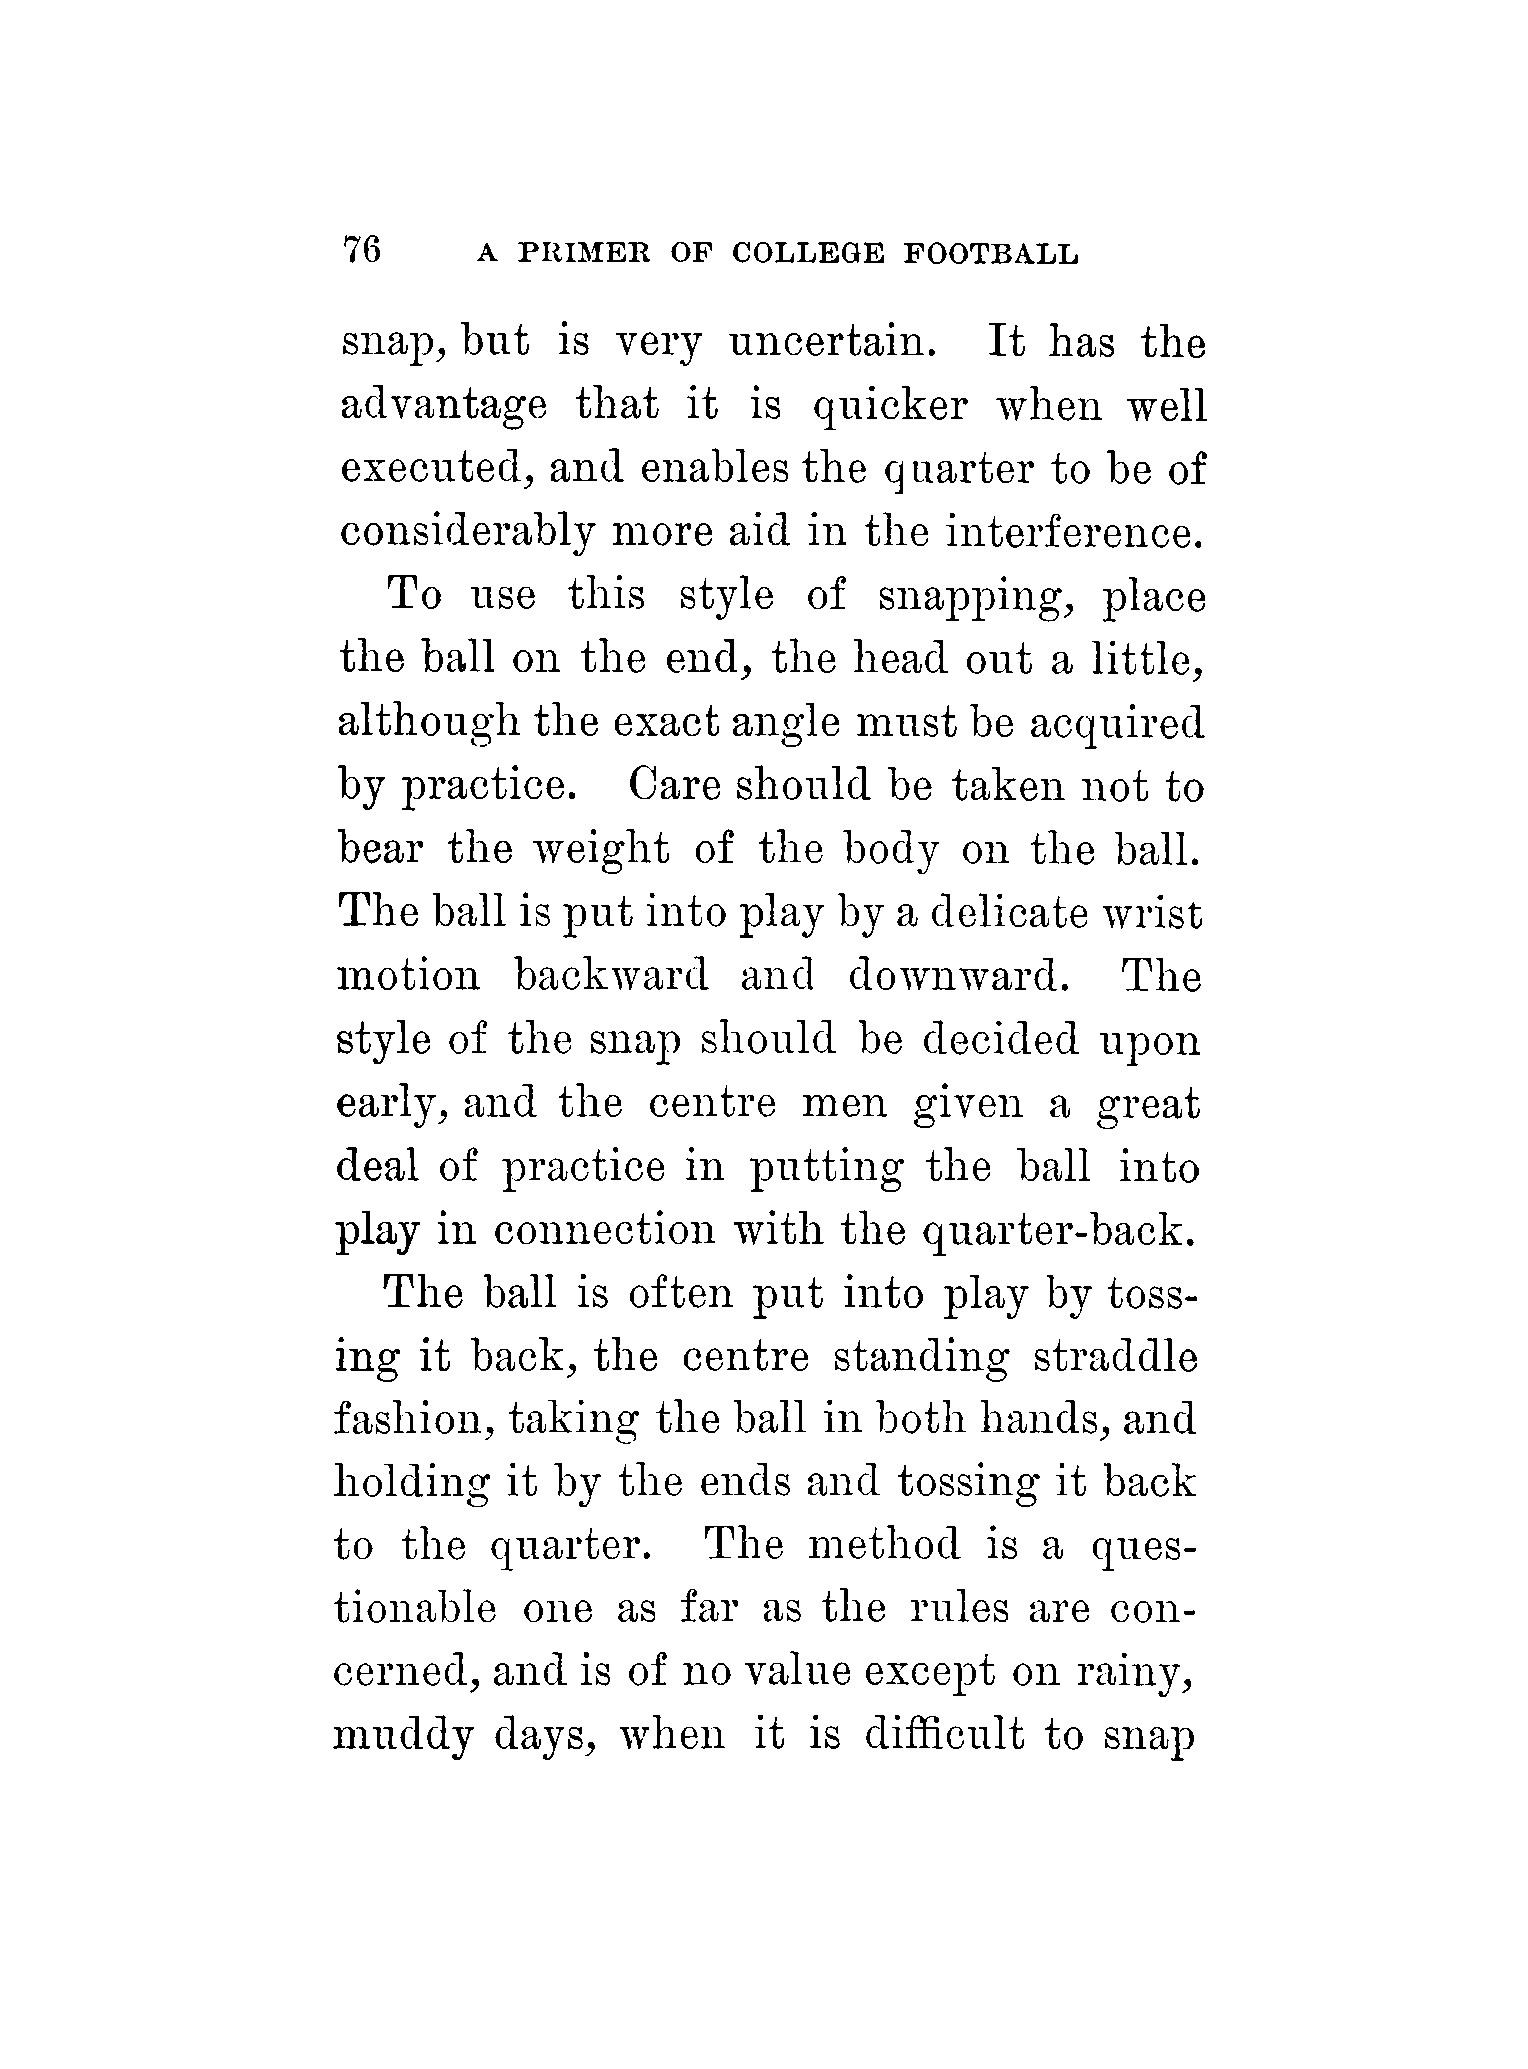 76 A PRIMER OF COLLEGE FOOTBALL
snap, but is very uncertain. It has the
advantage that it is quicker when well
executed, and enables the quarter to be of
considerably more aid in the interference.
To use this style of snapping, place
the ball on the end, the head out a little,
although the exact angle must be acquired
by practice. Care should be taken not to
bear the weight of the body on the ball.
The ball is put into play by a delicate wrist
motion backward and downward. The
style of the snap should be decided upon
early, and the centre men given a great
deal of practice in putting the ball into
play in connection with the quarter-back.
The ball is often put into play by toss-
ing it back, the centre standing straddle
fashion, taking the ball in both hands, and
holding it by the ends and tossing it back
to the quarter. The method is a ques-
tionable one as far as the rules are con-
cerned, and is of no value except on rainy,
muddy days, when it is difficult to snap